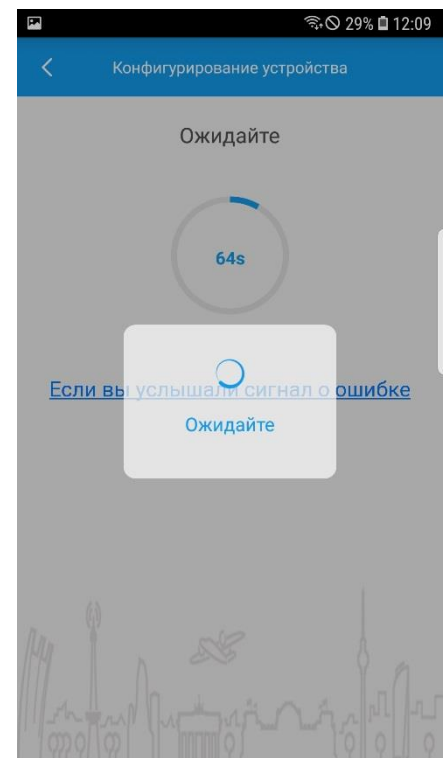 29% 12:09
Конфигурирование устройства
Ожидайте
64s
Если вы услышали сигнал о ошибке
Ожидайте